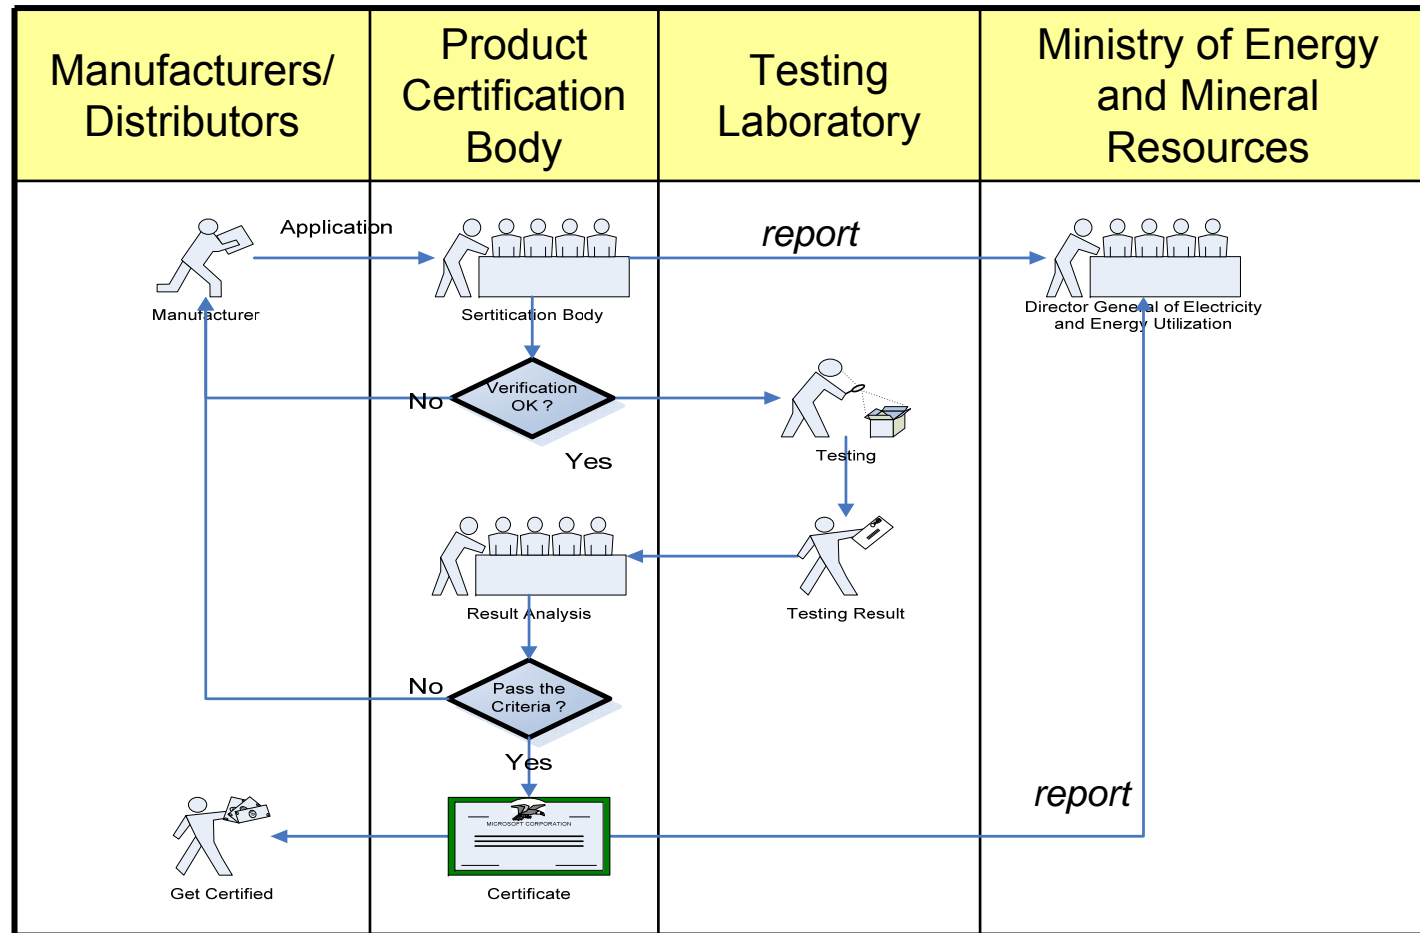 Manufacturers/
Distributors
Product
Certification
Body
Testing
Laboratory
Ministry of Energy
and Mineral
Resources
Application
report
Manufacturer
Sertitication Body
Director General of Electricity
and Energy Utilization
Verification
OK ?
No
Yes
Testing
Result Analysis
Testing Result
No
Pass the
Criteria ?
Yes
report
MICROSOFT CORPORATION
Get Certified
Certificate